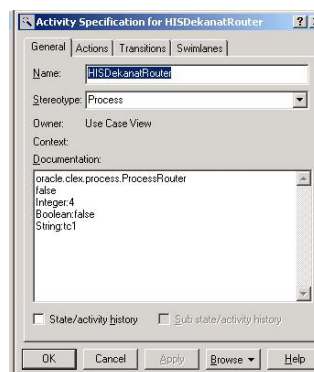 Activity Specification for HISDekanatRouter
General Actions Transitions Swimlanes
Name: HISDekanatRouter
Stereotype: Process
Owner: Use Case View
Context:
Documentation:
oracle.clex.process.ProcessRouter
false
Integer:4
Boolean:false
String:tc1
State/activity history Sub state/activity history
OK Cancel Apply Browse Help